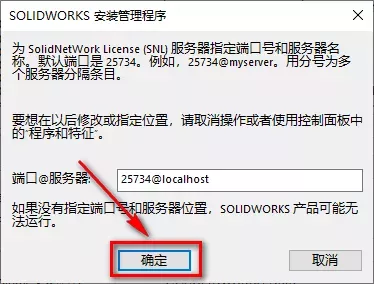 SOLIDWORKS 安装管理程序
为 SolidNetWork License (SNL) 服务器指定端口号和服务器名
称。默认端口是 25734。例如，25734@myserver。用分号为多
个服务器分隔条目。
要想在以后修改或指定位置，请取消操作或者使用控制面板中
的“程序和特征”。
端口@服务器:
25734@localhost
如果没有指定端口号和服务器位置，SOLIDWORKS 产品可能无
法运行。
确定
取消